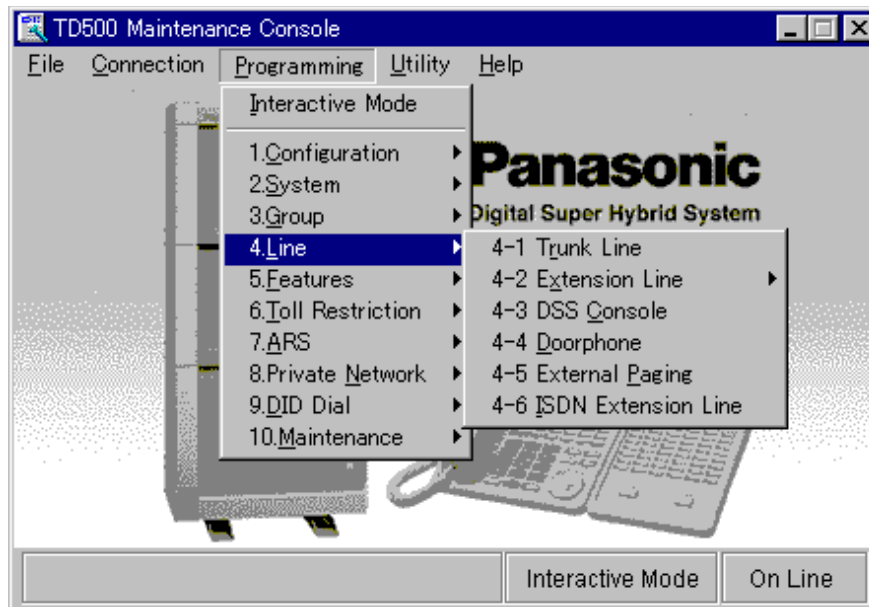 TD500 Maintenance Console
File Connection Programming Utility Help
Interactive Mode
1.Configuration
2.System
3.Group
4.Line
5.Features
6.Toll Restriction
7.ARS
8.Private Network
9.DID Dial
10.Maintenance
Panasonic
Digital Super Hybrid System
4-1 Trunk Line
4-2 Extension Line
4-3 DSS Console
4-4 Doorphone
4-5 External Paging
4-6 ISDN Extension Line
Interactive Mode
On Line